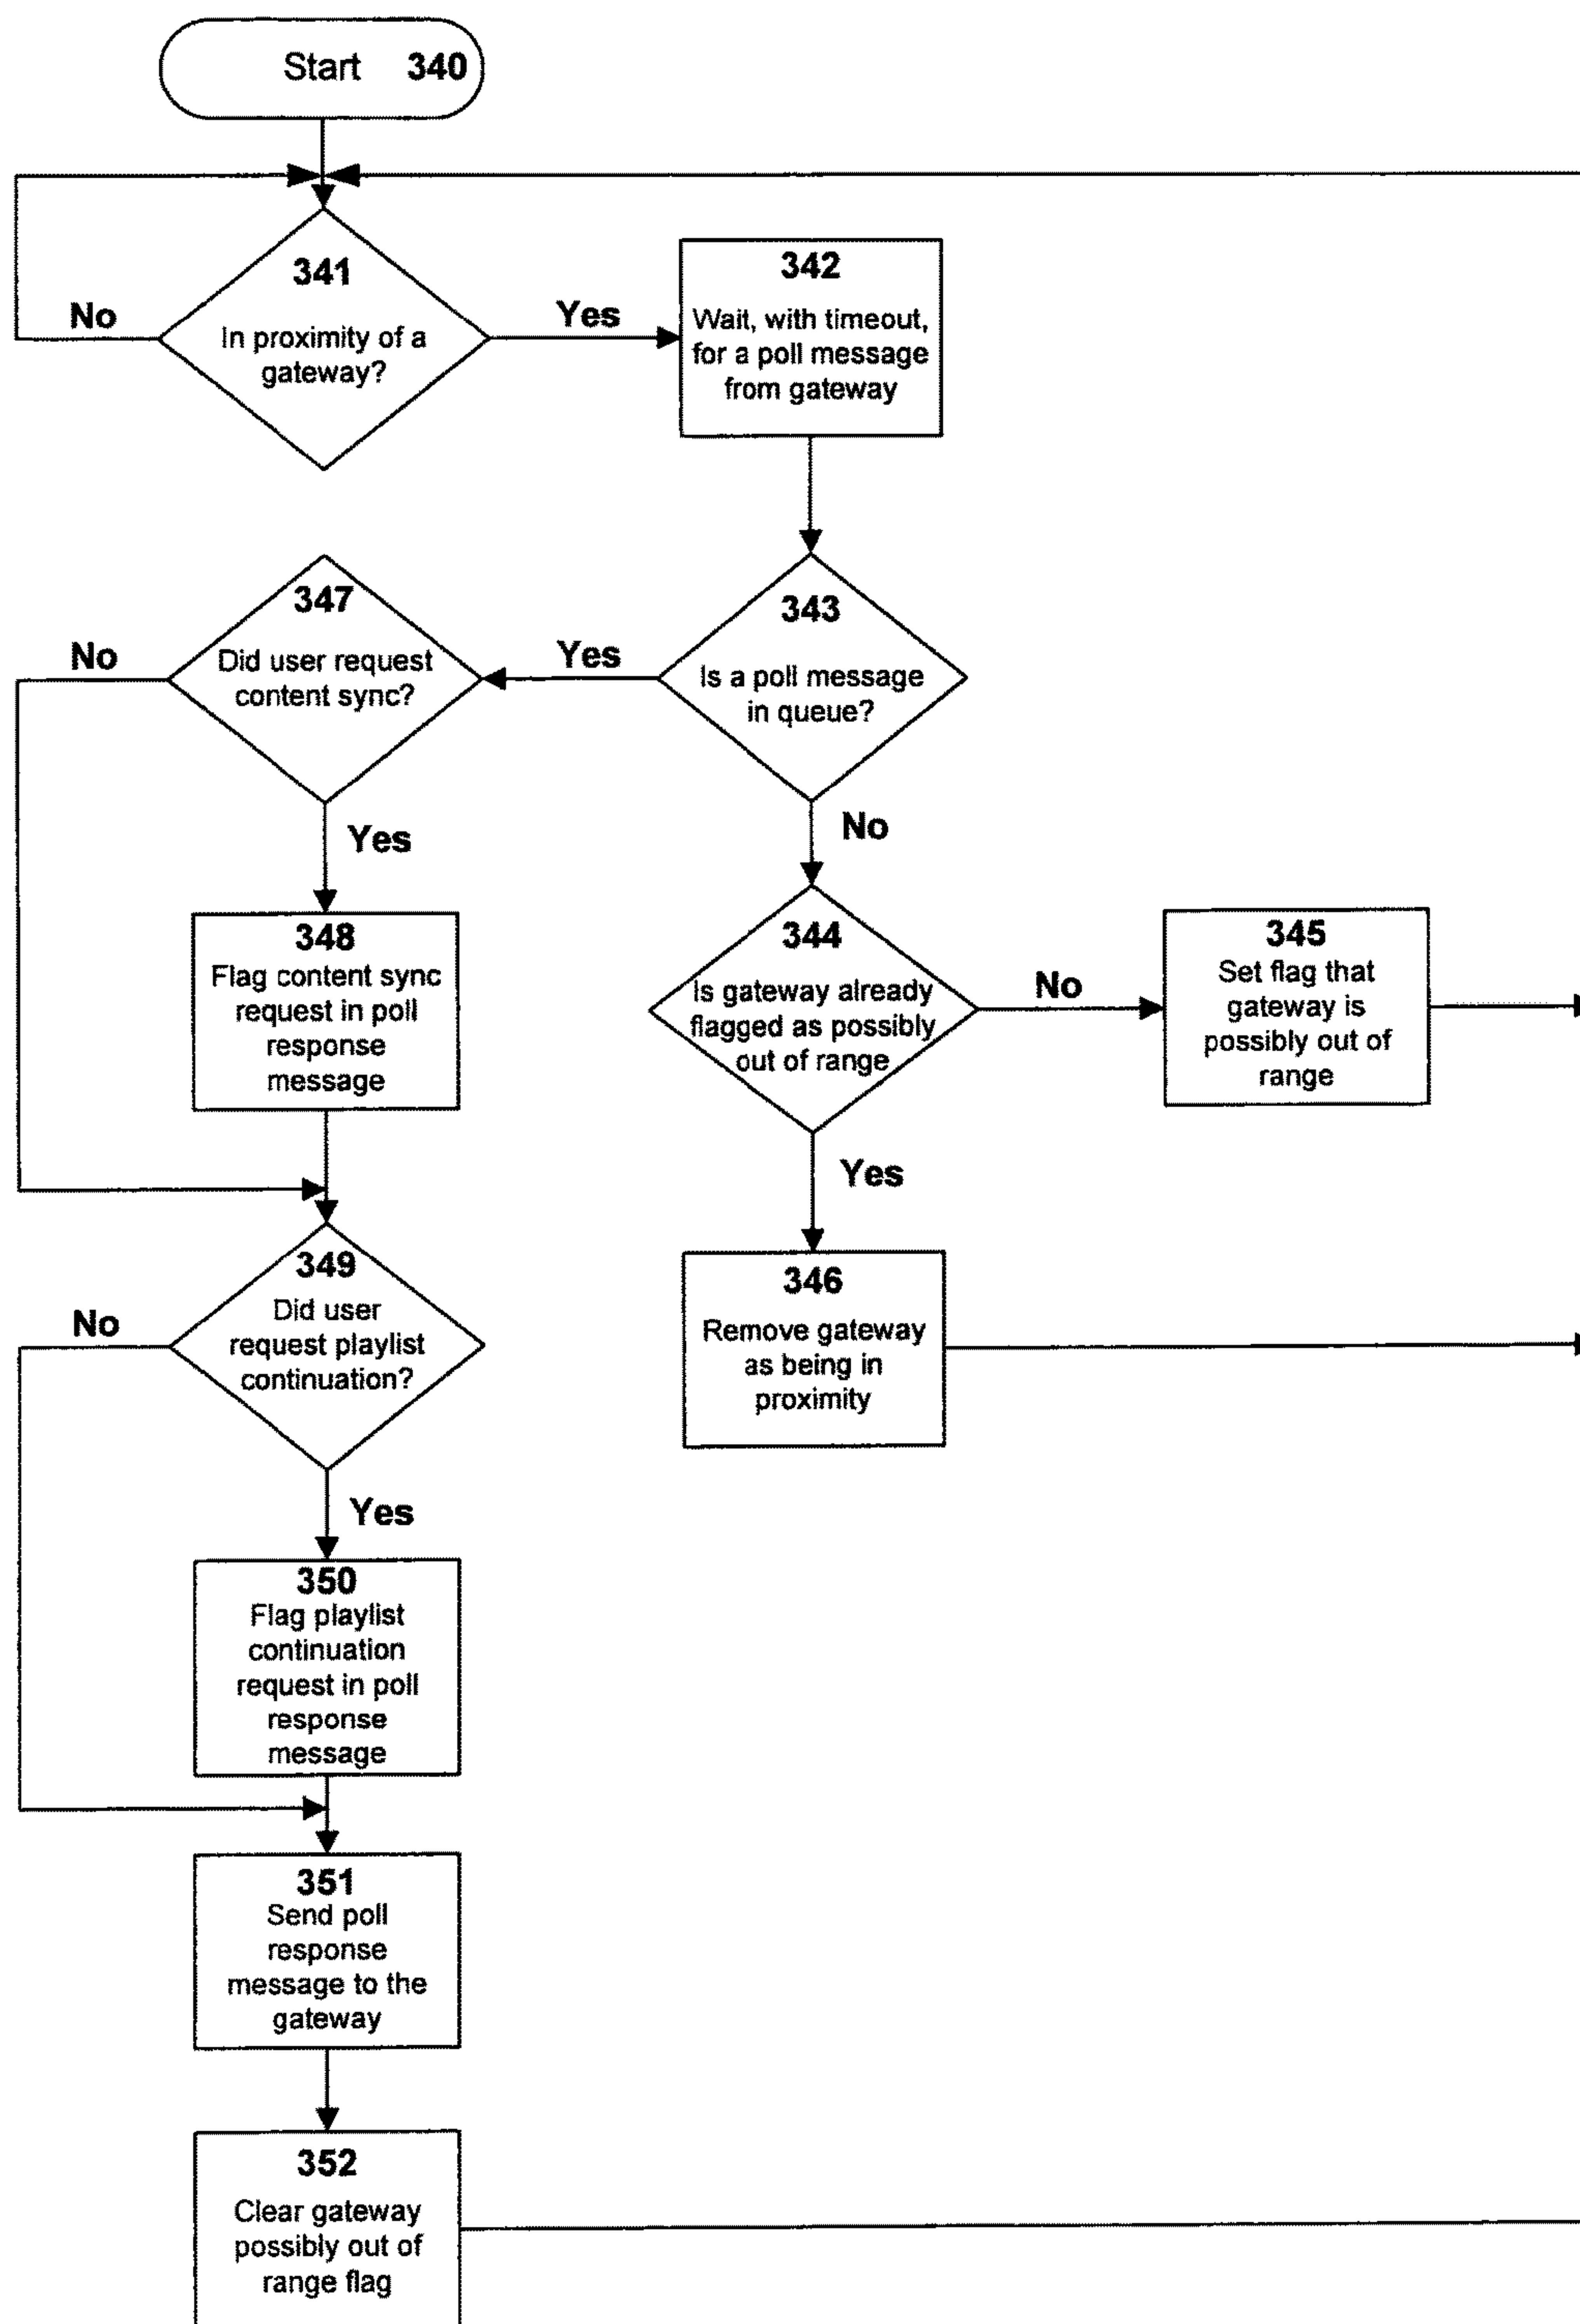 Start 340
341
In proximity of a
gateway?
No
Yes
342
Wait, with timeout,
for a poll message
from gateway
343
Is a poll message
in queue?
Yes
No
347
Did user request
content sync?
No
Yes
344
Is gateway already
flagged as possibly
out of range
No
Yes
345
Set flag that
gateway is
possibly out of
range
348
Flag content sync
request in poll
response
message
346
Remove gateway
as being in
proximity
349
Did user
request playlist
continuation?
No
Yes
350
Flag playlist
continuation
request in poll
response
message
351
Send poll
response
message to the
gateway
352
Clear gateway
possibly out of
range flag